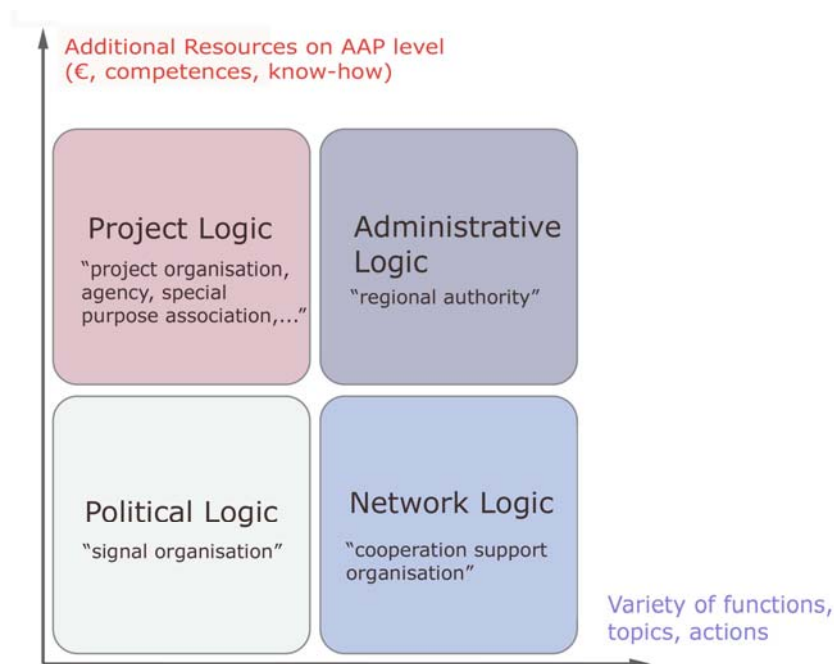 Additional Resources on AAP level
(€, competences, know-how)
Project Logic
“project organisation,
agency, special
purpose association,...”
Administrative
Logic
“regional authority”
Political Logic
“signal organisation”
Network Logic
“cooperation support
organisation”
Variety of functions,
topics, actions